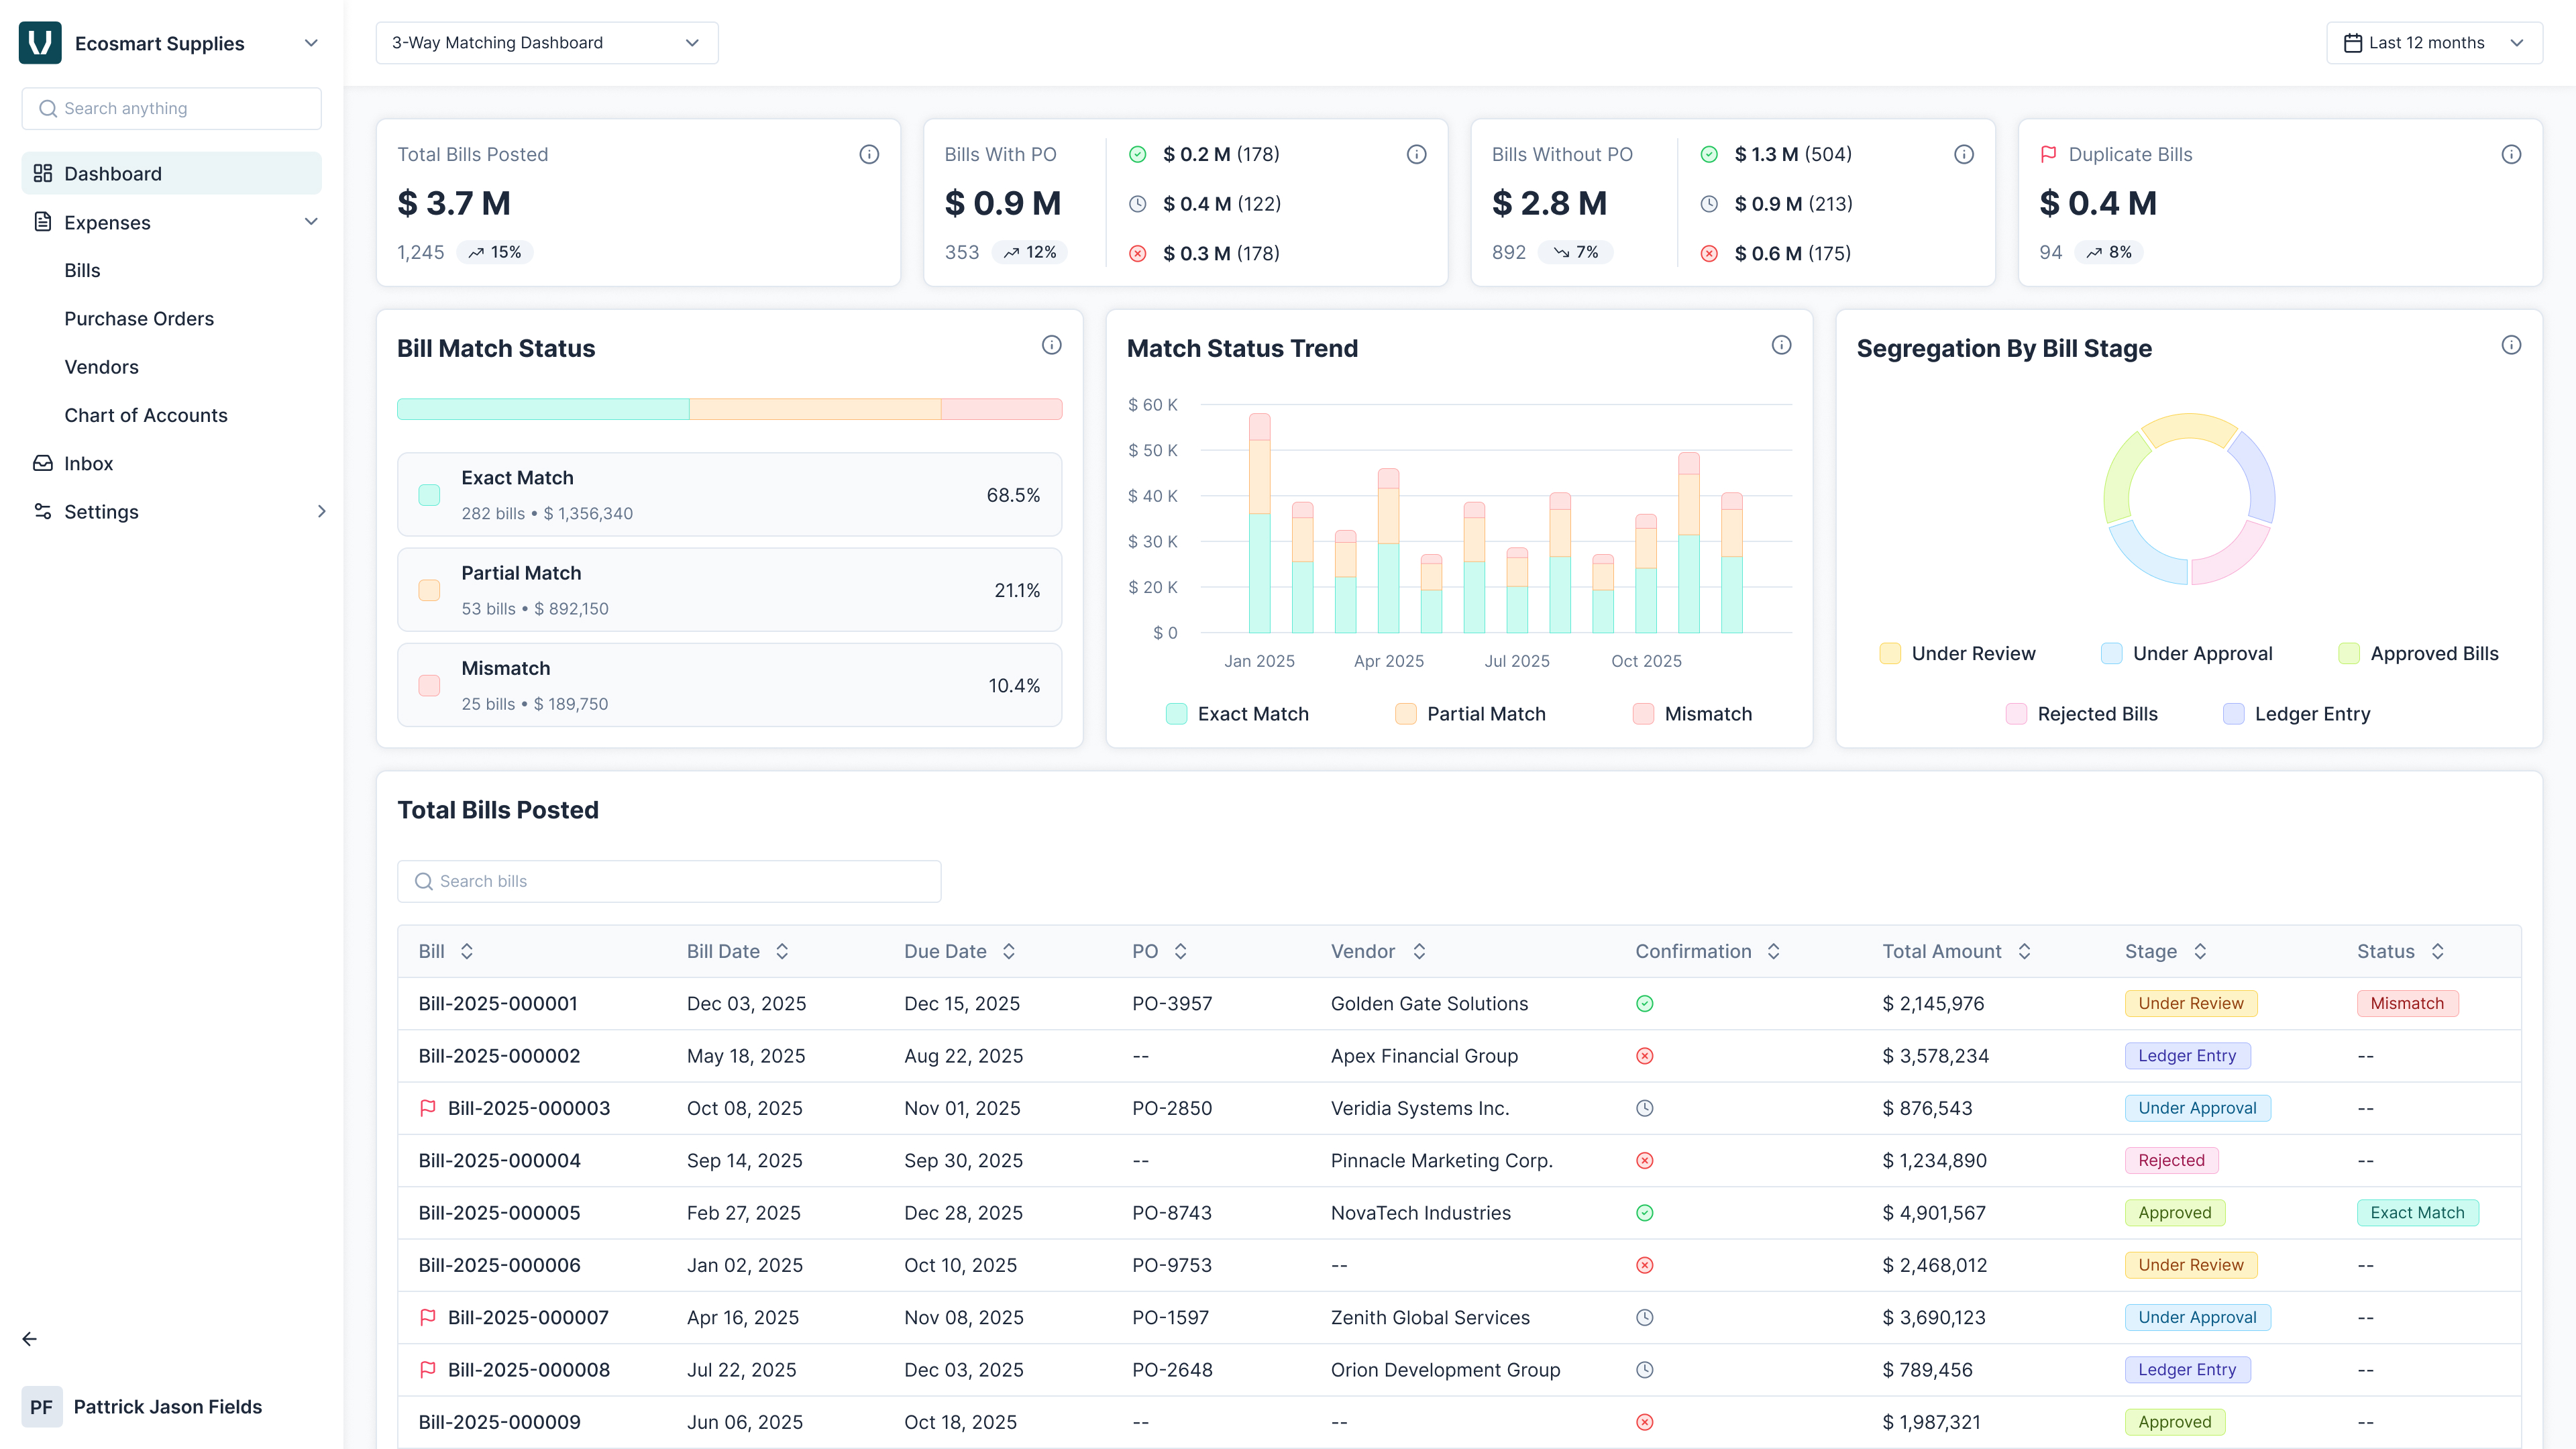 Ecosmart Supplies
Search anything
Dashboard
Expenses
Bills
Purchase Orders
Vendors
Chart of Accounts
Inbox
Settings
PF Pattrick Jason Fields
3-Way Matching Dashboard
Last 12 months
Total Bills Posted
$ 3.7 M
1,245 15%
Bills With PO
$ 0.9 M
353 12%
$ 0.2 M (178)
$ 0.4 M (122)
$ 0.3 M (178)
Bills Without PO
$ 2.8 M
892 7%
$ 1.3 M (504)
$ 0.9 M (213)
$ 0.6 M (175)
Duplicate Bills
$ 0.4 M
94 8%
Bill Match Status
Exact Match
282 bills • $ 1,356,340
68.5%
Partial Match
53 bills • $ 892,150
21.1%
Mismatch
25 bills • $ 189,750
10.4%
Match Status Trend
$ 60 K
$ 50 K
$ 40 K
$ 30 K
$ 20 K
$ 0
Jan 2025 Apr 2025 Jul 2025 Oct 2025
Exact Match Partial Match Mismatch
Segregation By Bill Stage
Under Review Under Approval Approved Bills
Rejected Bills Ledger Entry
Total Bills Posted
Search bills
Bill Bill Date Due Date PO Vendor Confirmation Total Amount Stage Status
Bill-2025-000001 Dec 03, 2025 Dec 15, 2025 PO-3957 Golden Gate Solutions $ 2,145,976 Under Review Mismatch
Bill-2025-000002 May 18, 2025 Aug 22, 2025 -- Apex Financial Group $ 3,578,234 Ledger Entry --
Bill-2025-000003 Oct 08, 2025 Nov 01, 2025 PO-2850 Veridia Systems Inc. $ 876,543 Under Approval --
Bill-2025-000004 Sep 14, 2025 Sep 30, 2025 -- Pinnacle Marketing Corp. $ 1,234,890 Rejected --
Bill-2025-000005 Feb 27, 2025 Dec 28, 2025 PO-8743 NovaTech Industries $ 4,901,567 Approved Exact Match
Bill-2025-000006 Jan 02, 2025 Oct 10, 2025 PO-9753 -- $ 2,468,012 Under Review --
Bill-2025-000007 Apr 16, 2025 Nov 08, 2025 PO-1597 Zenith Global Services $ 3,690,123 Under Approval --
Bill-2025-000008 Jul 22, 2025 Dec 03, 2025 PO-2648 Orion Development Group $ 789,456 Ledger Entry --
Bill-2025-000009 Jun 06, 2025 Oct 18, 2025 -- -- $ 1,987,321 Approved --